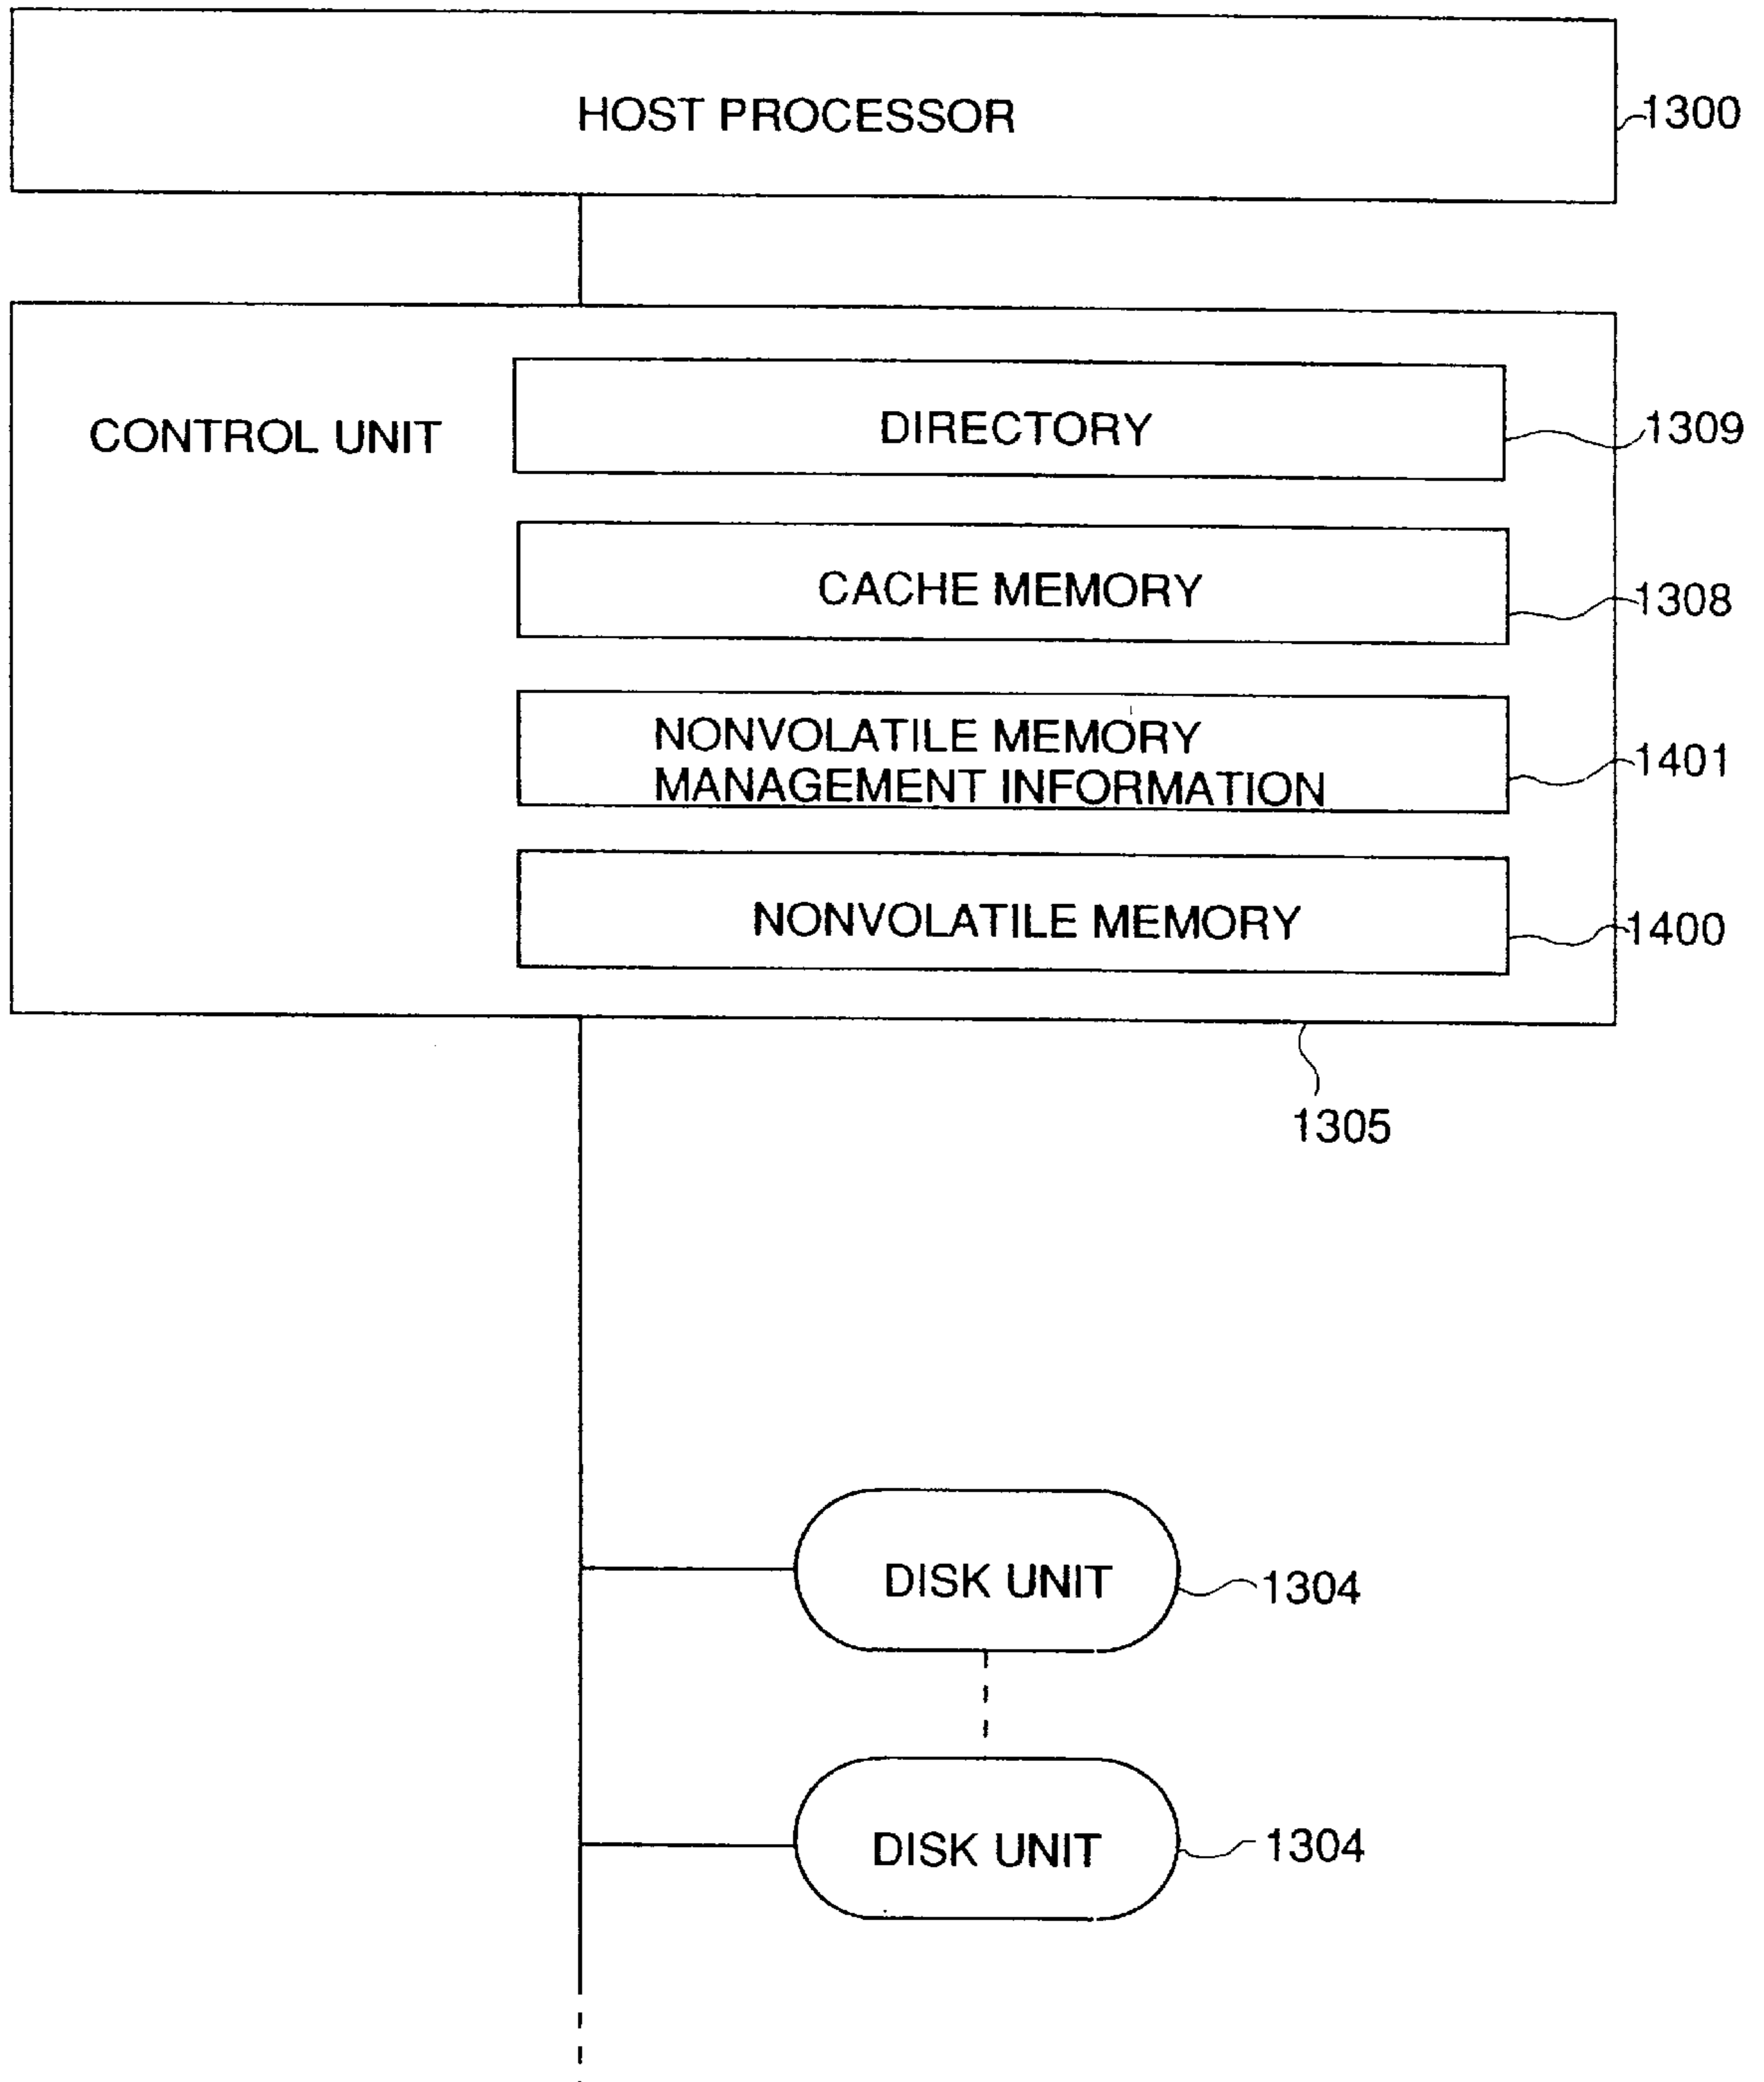 HOST PROCESSOR
1300
CONTROL UNIT
DIRECTORY
1309
CACHE MEMORY
1308
NONVOLATILE MEMORY
MANAGEMENT INFORMATION
1401
NONVOLATILE MEMORY
1400
1305
DISK UNIT
1304
DISK UNIT
1304